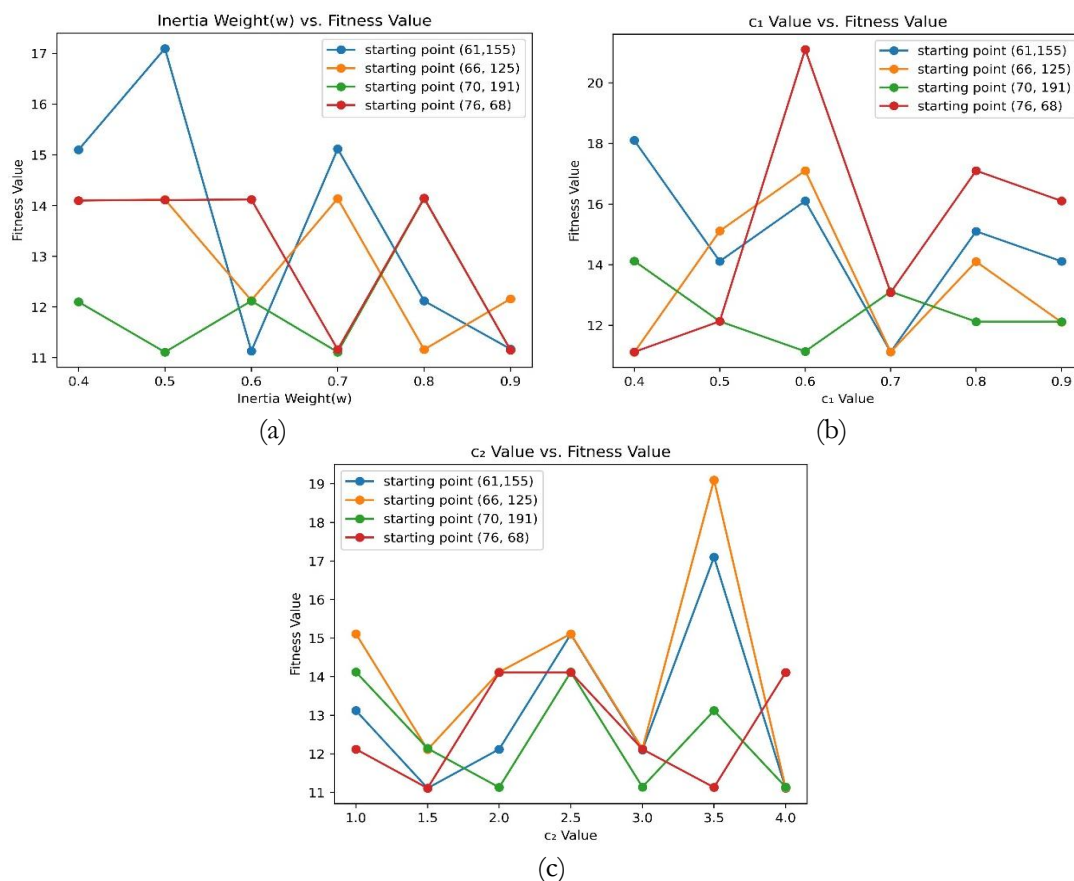 Inertia Weight(w) vs. Fitness Value
17
16
15
14
13
12
11
Fitness Value
starting point (61,155)
starting point (66, 125)
starting point (70, 191)
starting point (76, 68)
0.4 0.5 0.6 0.7 0.8 0.9
Inertia Weight(w)
(a)
c₁ Value vs. Fitness Value
20
18
16
14
12
Fitness Value
starting point (61,155)
starting point (66, 125)
starting point (70, 191)
starting point (76, 68)
0.4 0.5 0.6 0.7 0.8 0.9
c₁ Value
(b)
c₂ Value vs. Fitness Value
19
18
17
16
15
14
13
12
11
Fitness Value
starting point (61,155)
starting point (66, 125)
starting point (70, 191)
starting point (76, 68)
1.0 1.5 2.0 2.5 3.0 3.5 4.0
c₂ Value
(c)